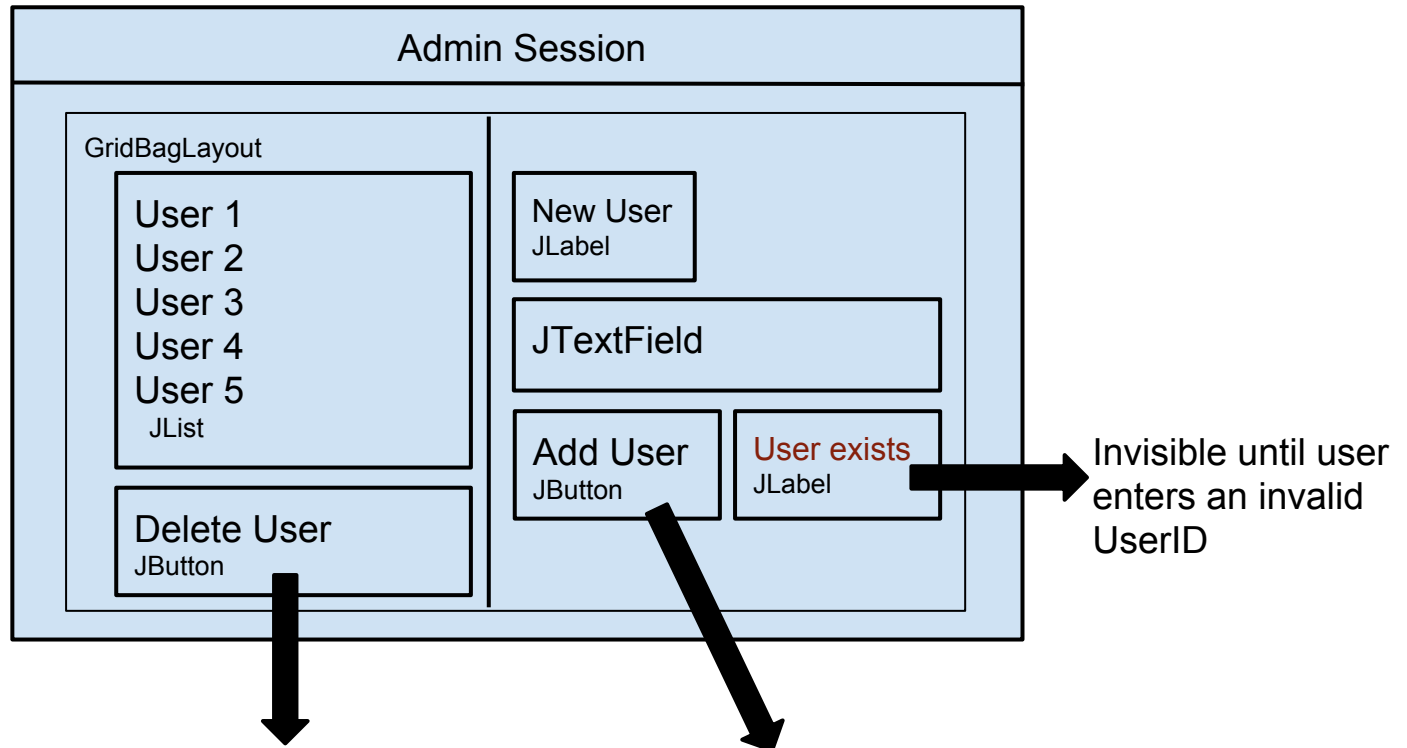 Admin Session
GridBagLayout
User 1
User 2
User 3
User 4
User 5
JList
Delete User
JButton
New User
JLabel
JTextField
Add User
JButton
User exists
JLabel
Invisible until user
enters an invalid
UserID